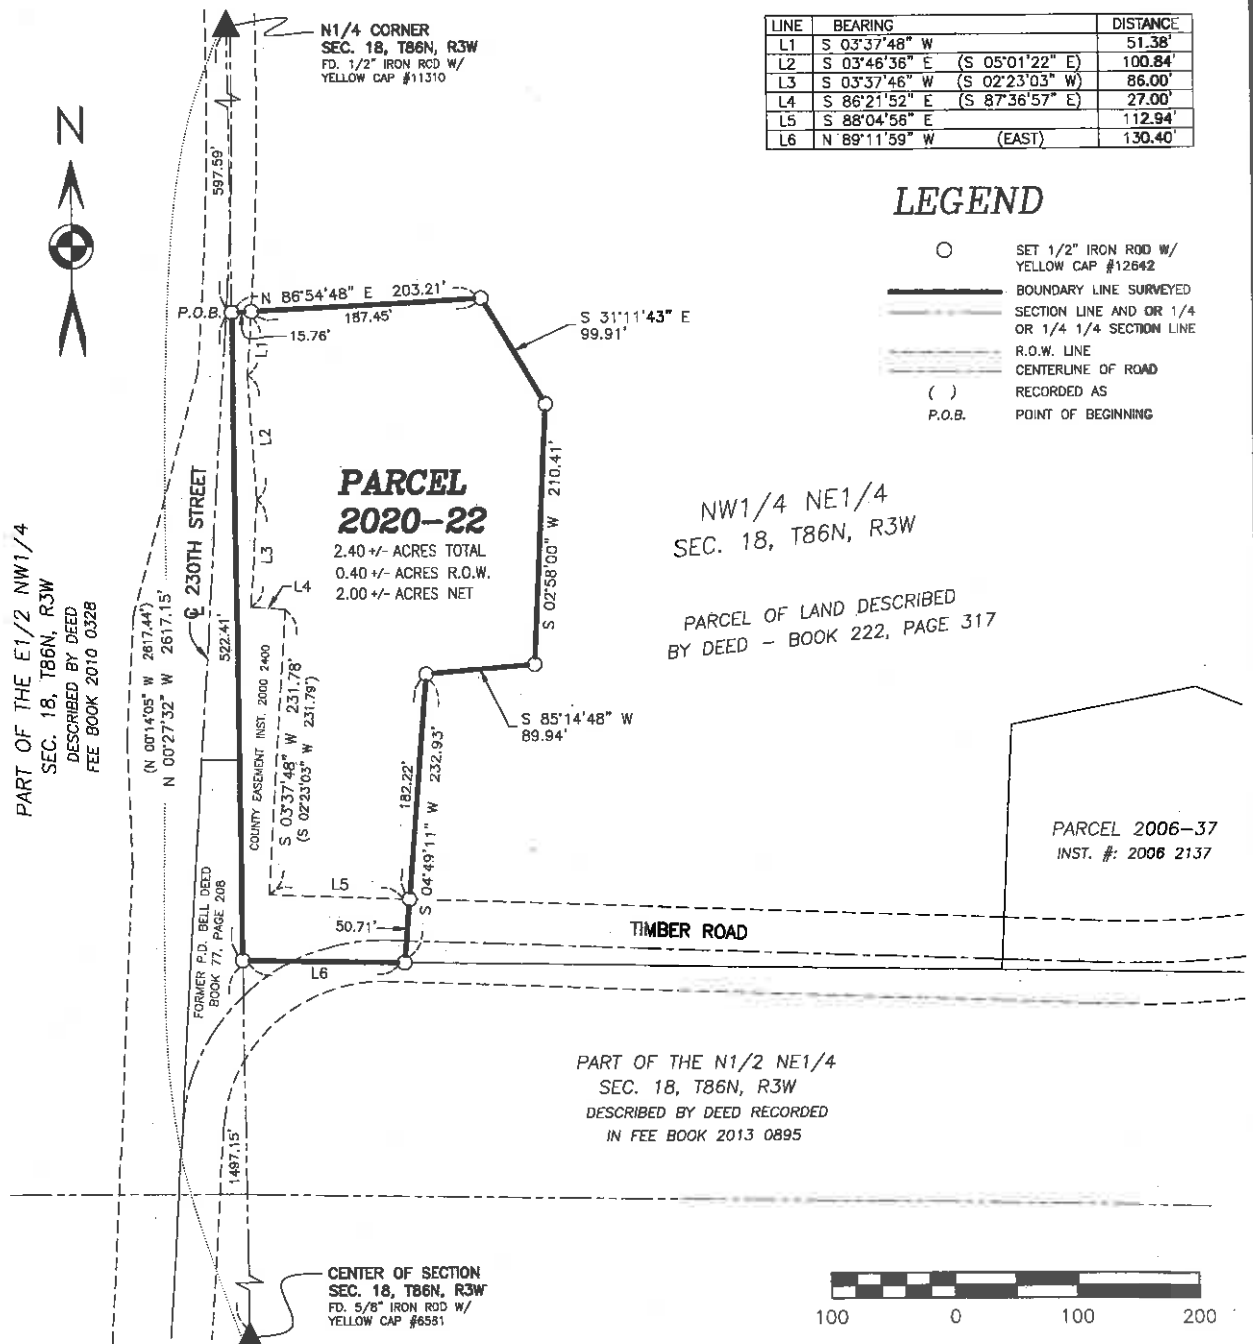 N1/4 CORNER
SEC. 18, T86N, R3W
FD. 1/2" IRON ROD W/
YELLOW CAP #11310
LINE BEARING DISTANCE
L1 S 03°37'48" W 51.38'
L2 S 03°46'36" E (S 05°01'22" E) 100.84'
L3 S 03°37'46" W (S 02°23'03" W) 86.00'
L4 S 86°21'52" E (S 87°36'57" E) 27.00'
L5 S 88°04'56" E 112.94'
L6 N 89°11'59" W (EAST) 130.40'
N
597.59'
LEGEND
SET 1/2" IRON ROD W/
YELLOW CAP #12642
BOUNDARY LINE SURVEYED
SECTION LINE AND OR 1/4
OR 1/4 1/4 SECTION LINE
R.O.W. LINE
CENTERLINE OF ROAD
( ) RECORDED AS
P.O.B. POINT OF BEGINNING
P.O.B.
N 86°54'48" E 203.21'
187.45'
15.76'
S 31°11'43" E
99.91'
L1
L2
L3
L4
PARCEL
2020-22
2.40 +/- ACRES TOTAL
0.40 +/- ACRES R.O.W.
2.00 +/- ACRES NET
S 02°58'00" W 210.41'
NW1/4 NE1/4
SEC. 18, T86N, R3W
PARCEL OF LAND DESCRIBED
BY DEED - BOOK 222, PAGE 317
PART OF THE E1/2 NW1/4
SEC. 18, T86N, R3W
DESCRIBED BY DEED
FEE BOOK 2010 0328
(N 00°14'05" W 2617.44')
N 00°27'32" W 2617.15'
℄ 230TH STREET
522.41'
COUNTY EASEMENT INST. 2000 2400
S 03°37'48" W 231.78'
(S 02°23'03" W 231.79')
S 85°14'48" W
89.94'
182.22'
S 04°49'11" W 232.93'
PARCEL 2006-37
INST. #: 2006 2137
FORMER P.D. BELL DEED
BOOK 77, PAGE 208
L5
50.71'
L6
TIMBER ROAD
PART OF THE N1/2 NE1/4
SEC. 18, T86N, R3W
DESCRIBED BY DEED RECORDED
IN FEE BOOK 2013 0895
1497.15'
CENTER OF SECTION
SEC. 18, T86N, R3W
FD. 5/8" IRON ROD W/
YELLOW CAP #6581
100 0 100 200